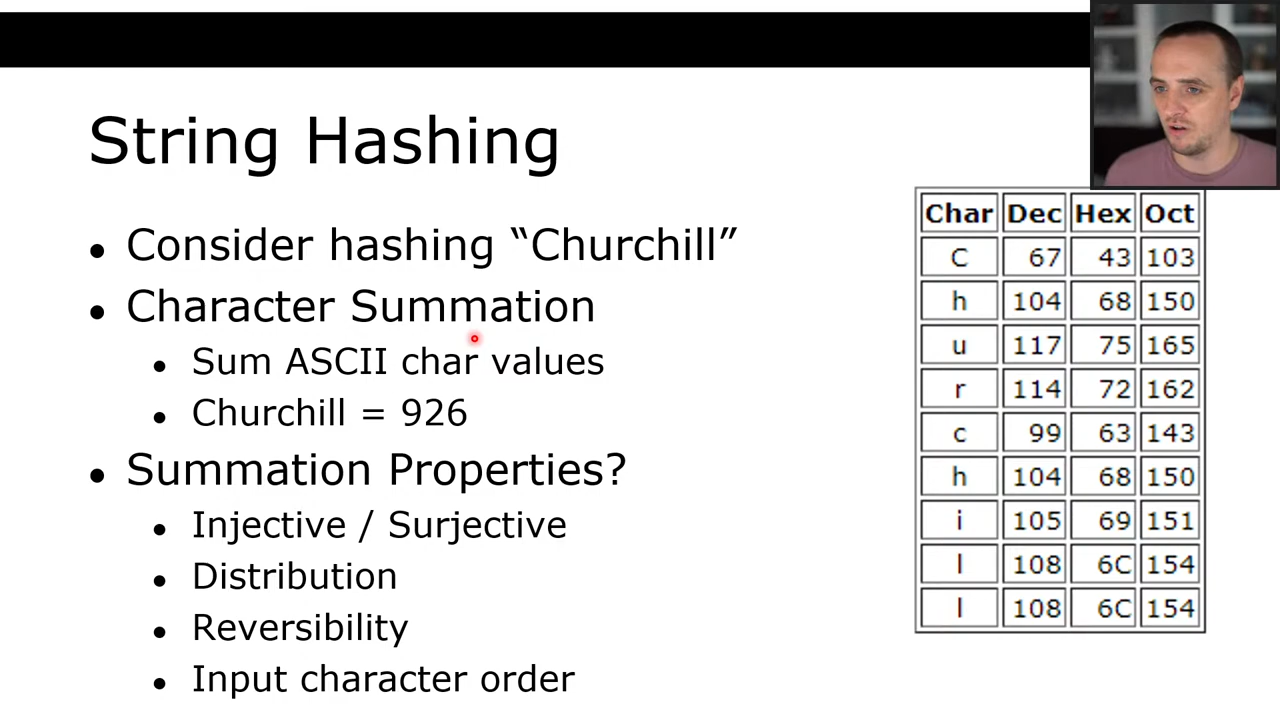 String Hashing
• Consider hashing “Churchill”
• Character Summation
• Sum ASCII char values
• Churchill = 926
• Summation Properties?
• Injective / Surjective
• Distribution
• Reversibility
• Input character order
Char Dec Hex Oct
C 67 43 103
h 104 68 150
u 117 75 165
r 114 72 162
c 99 63 143
h 104 68 150
i 105 69 151
l 108 6C 154
l 108 6C 154